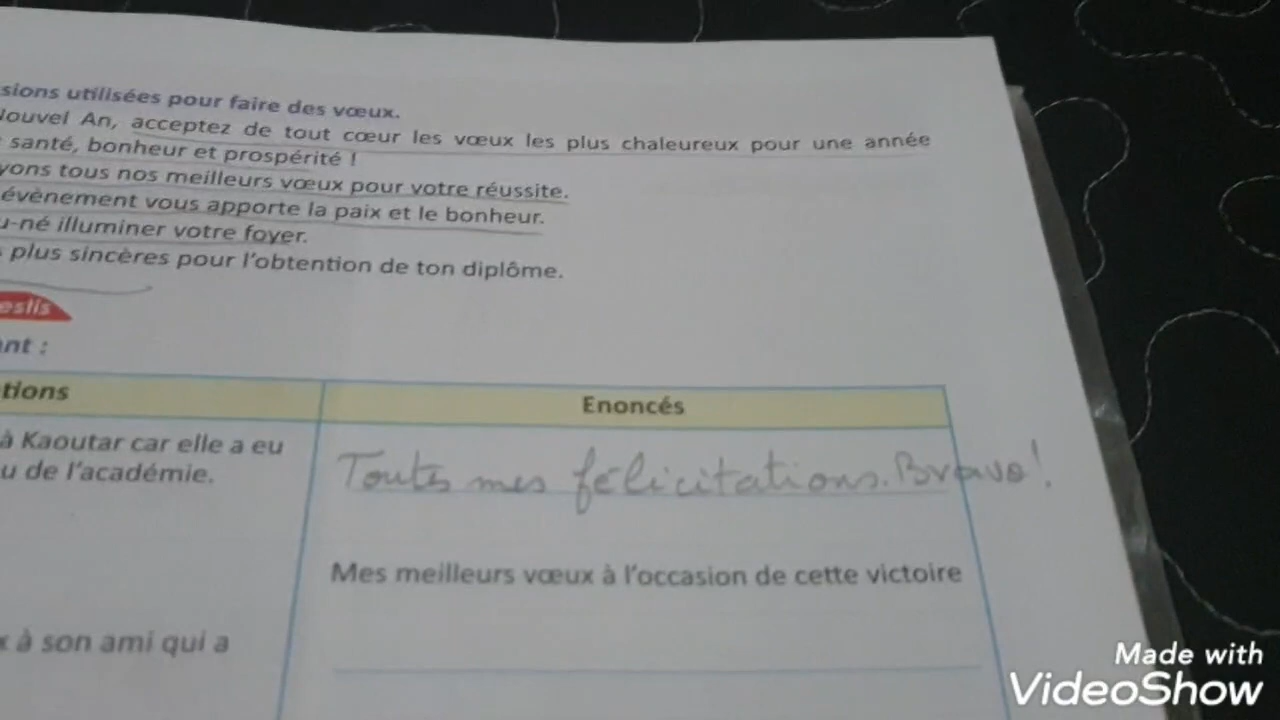 sions utilisées pour faire des vœux.
Nouvel An, acceptez de tout cœur les vœux les plus chaleureux pour une année
santé, bonheur et prospérité !
yons tous nos meilleurs vœux pour votre réussite.
évènement vous apporte la paix et le bonheur.
u-né illuminer votre foyer.
s plus sincères pour l'obtention de ton diplôme.
estis
ant :
tions
Enoncés
à Kaoutar car elle a eu
u de l'académie.
Toutes mes félicitations. Bravo!
Mes meilleurs vœux à l'occasion de cette victoire
x à son ami qui a
Made with
VideoShow